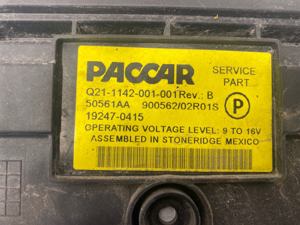 PACCAR SERVICE PART
Q21-1142-001-001Rev.: B
50561AA 900562/02R01S
19247-0415
P
OPERATING VOLTAGE LEVEL: 9 TO 16V
ASSEMBLED IN STONERIDGE MEXICO